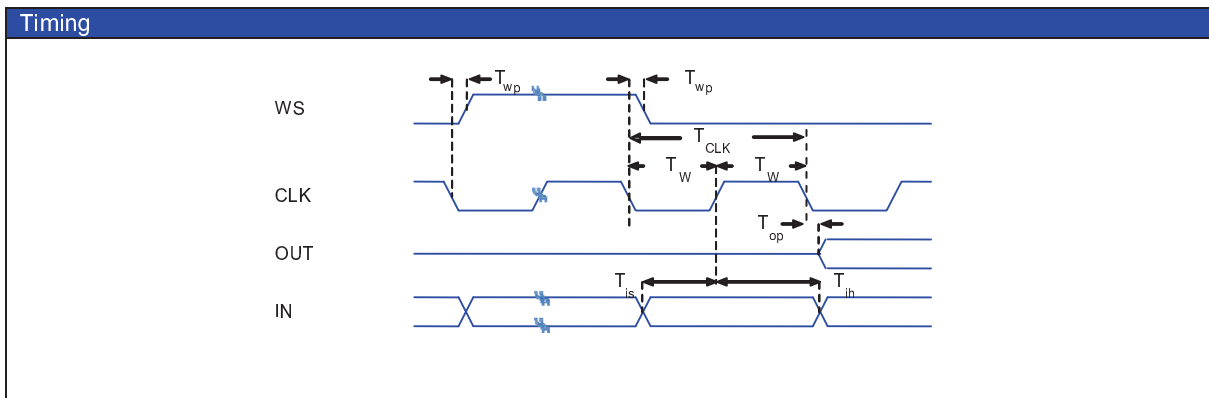 Timing
Twp Twp
WS
TCLK
TW TW
CLK
Top
OUT
Tis Tih
IN